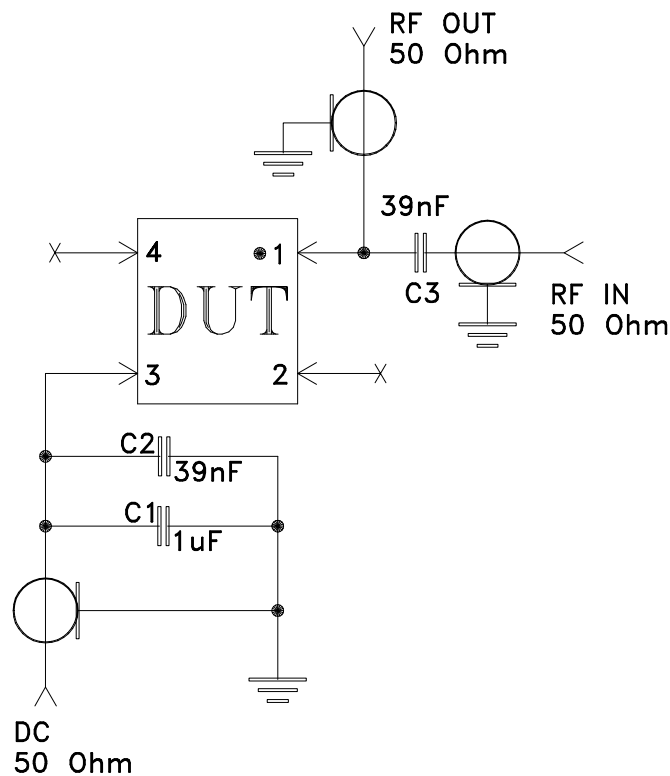 RF OUT
50 Ohm
39nF
4
1
C3
DUT
RF IN
50 Ohm
3
2
C2
39nF
C1
1uF
DC
50 Ohm